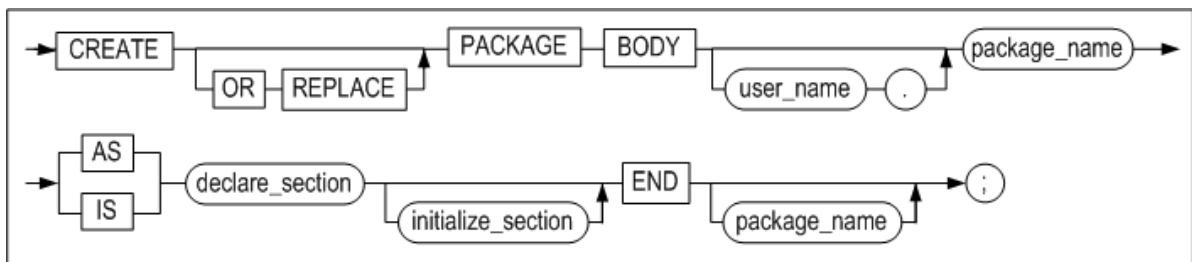 CREATE OR REPLACE PACKAGE BODY user_name . package_name
AS IS declare_section initialize_section END package_name ;